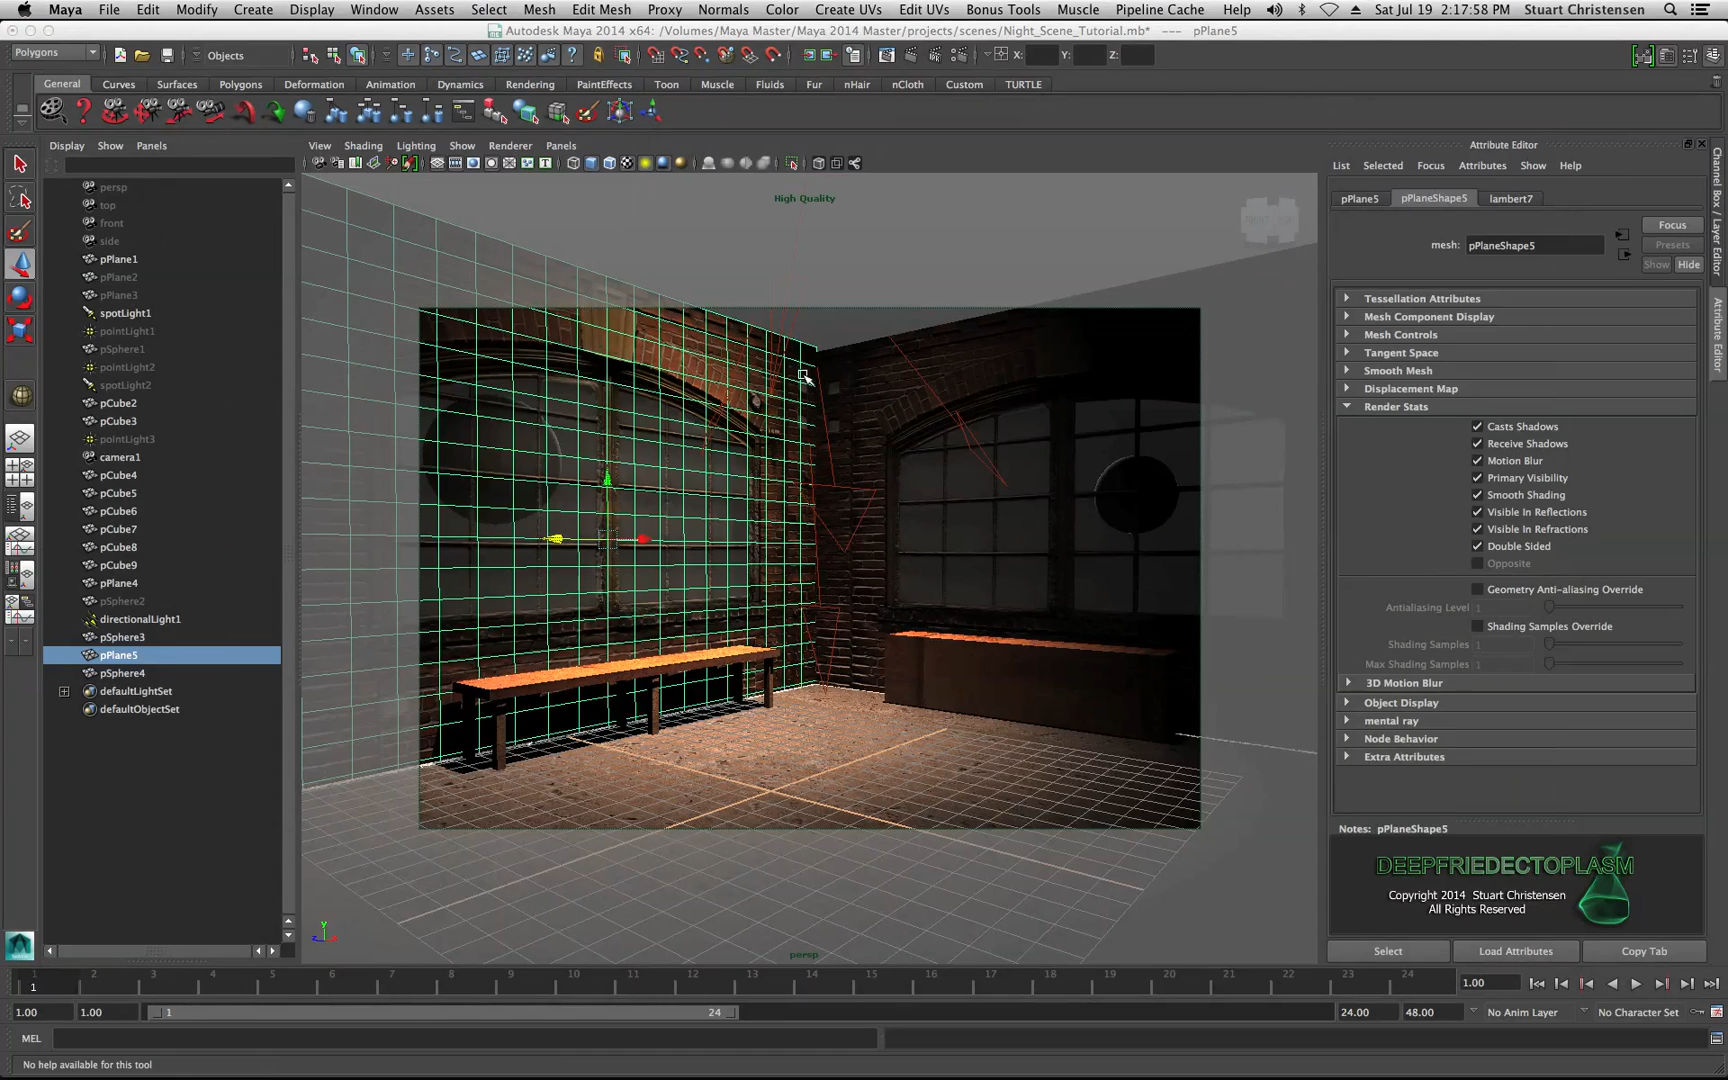 Maya File Edit Modify Create Display Window Assets Select Mesh Edit Mesh Proxy Normals Color Create UVs Edit UVs Bonus Tools Muscle Pipeline Cache Help Sat Jul 19 2:17:58 PM Stuart Christensen
Autodesk Maya 2014 x64: /Volumes/Maya Master/Maya 2014 Master/projects/scenes/Night_Scene_Tutorial.mb* --- pPlane5
Polygons Objects X: Y: Z:
General Curves Surfaces Polygons Deformation Animation Dynamics Rendering PaintEffects Toon Muscle Fluids Fur nHair nCloth Custom TURTLE
Display Show Panels
View Shading Lighting Show Renderer Panels
persp
top
front
side
pPlane1
pPlane2
pPlane3
spotLight1
pointLight1
pSphere1
pointLight2
spotLight2
pCube2
pCube3
pointLight3
camera1
pCube4
pCube5
pCube6
pCube7
pCube8
pCube9
pPlane4
pSphere2
directionalLight1
pSphere3
pPlane5
pSphere4
defaultLightSet
defaultObjectSet
High Quality
persp
y
z
Attribute Editor
List Selected Focus Attributes Show Help
pPlane5 pPlaneShape5 lambert7
Focus
mesh: pPlaneShape5
Presets
Show Hide
Tessellation Attributes
Mesh Component Display
Mesh Controls
Tangent Space
Smooth Mesh
Displacement Map
Render Stats
Casts Shadows
Receive Shadows
Motion Blur
Primary Visibility
Smooth Shading
Visible In Reflections
Visible In Refractions
Double Sided
Opposite
Geometry Anti-aliasing Override
Antialiasing Level 1
Shading Samples Override
Shading Samples 1
Max Shading Samples 1
3D Motion Blur
Object Display
mental ray
Node Behavior
Extra Attributes
Notes: pPlaneShape5
DEEPFRIEDECTOPLASM
Copyright 2014 Stuart Christensen
All Rights Reserved
Select Load Attributes Copy Tab
Channel Box / Layer Editor
Attribute Editor
1 2 3 4 5 6 7 8 9 10 11 12 13 14 15 16 17 18 19 20 21 22 23 24
1 1.00
1.00 1.00 1 24 24.00 48.00 No Anim Layer No Character Set
MEL
No help available for this tool